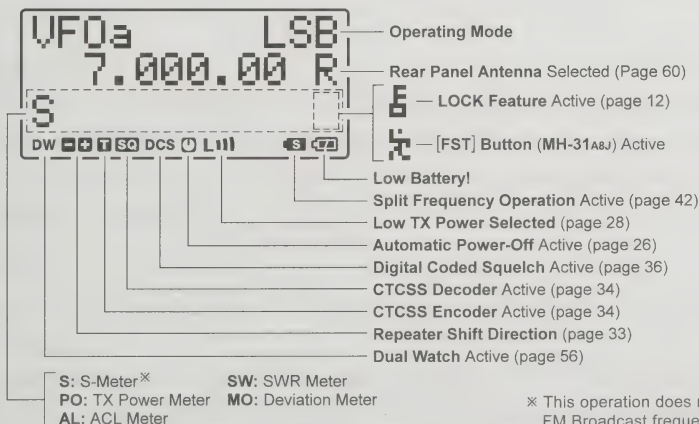 VFOa LSB
Operating Mode
7.000.00 R
Rear Panel Antenna Selected (Page 60)
S
LOCK Feature Active (page 12)
[FST] Button (MH-31A8J) Active
DW - + T SQ DCS L S
Low Battery!
Split Frequency Operation Active (page 42)
Low TX Power Selected (page 28)
Automatic Power-Off Active (page 26)
Digital Coded Squelch Active (page 36)
CTCSS Decoder Active (page 34)
CTCSS Encoder Active (page 34)
Repeater Shift Direction (page 33)
Dual Watch Active (page 56)
S: S-Meter※ SW: SWR Meter
PO: TX Power Meter MO: Deviation Meter
AL: ACL Meter
※ This operation does
FM Broadcast